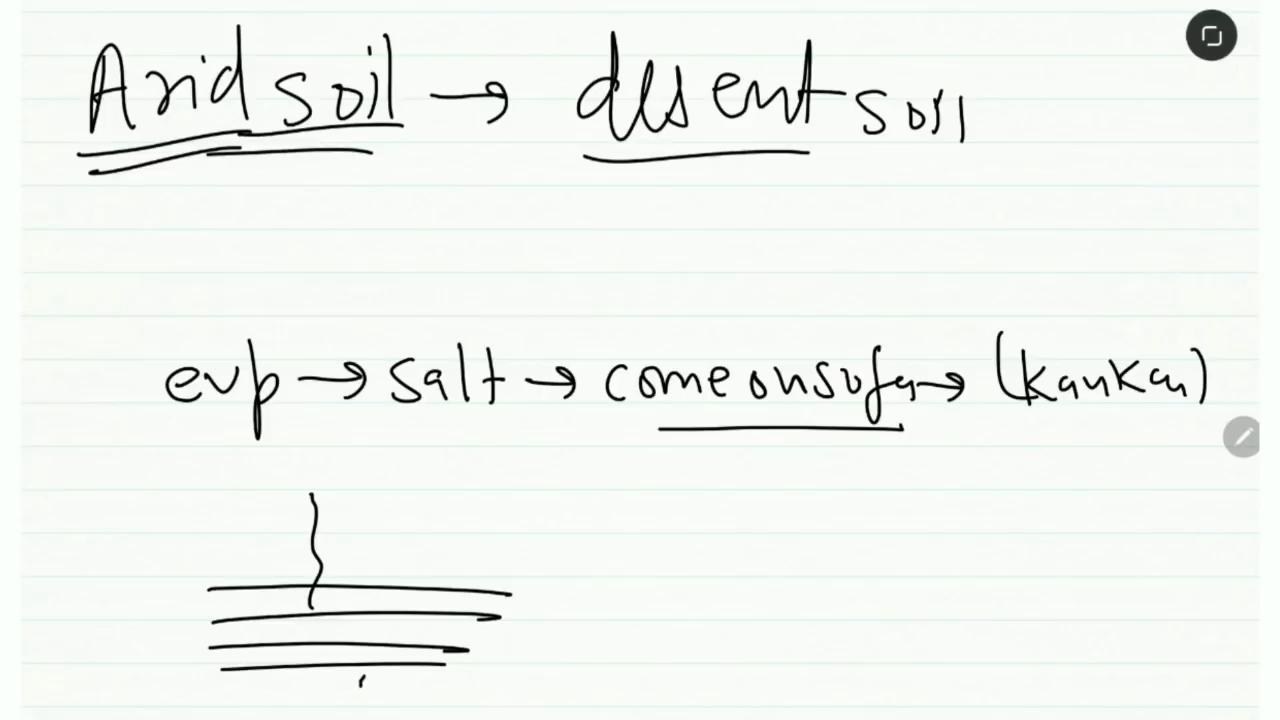 Arid soil → desert soil
evp → salt → come on sufa → (Kankar)